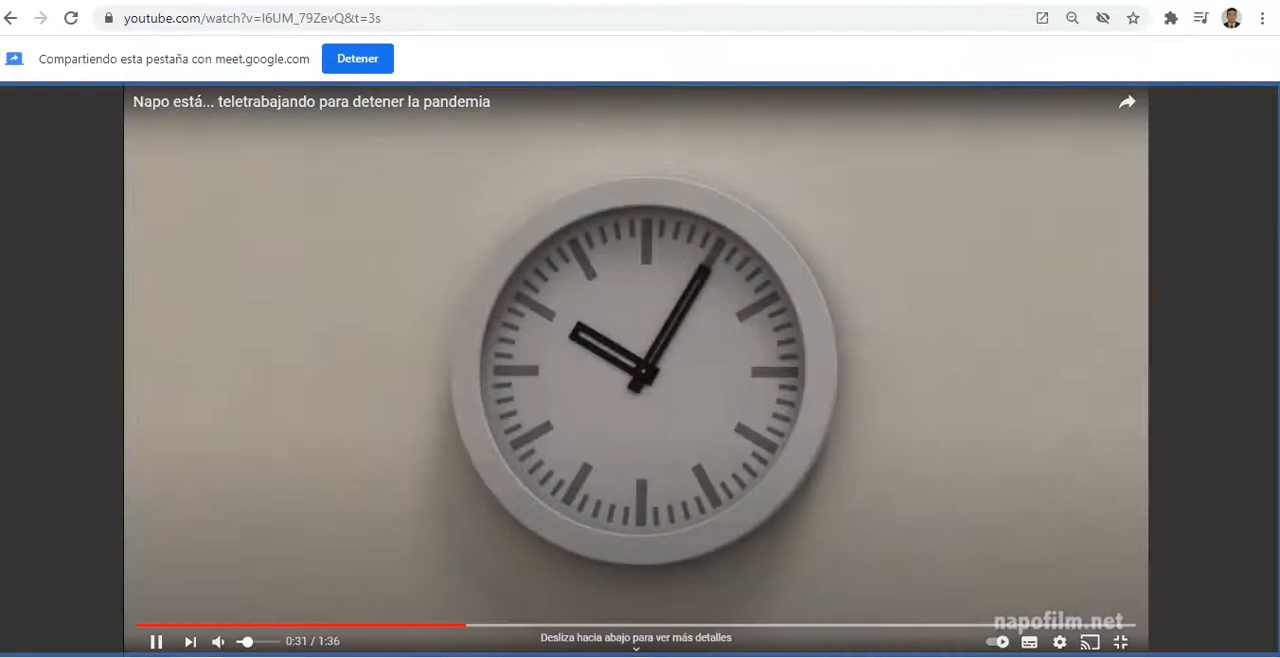 youtube.com/watch?v=I6UM_79ZevQ&t=3s
Compartiendo esta pestaña con meet.google.com
Detener
Napo está... teletrabajando para detener la pandemia
napofilm.net
0:31 / 1:36
Desliza hacia abajo para ver más detalles